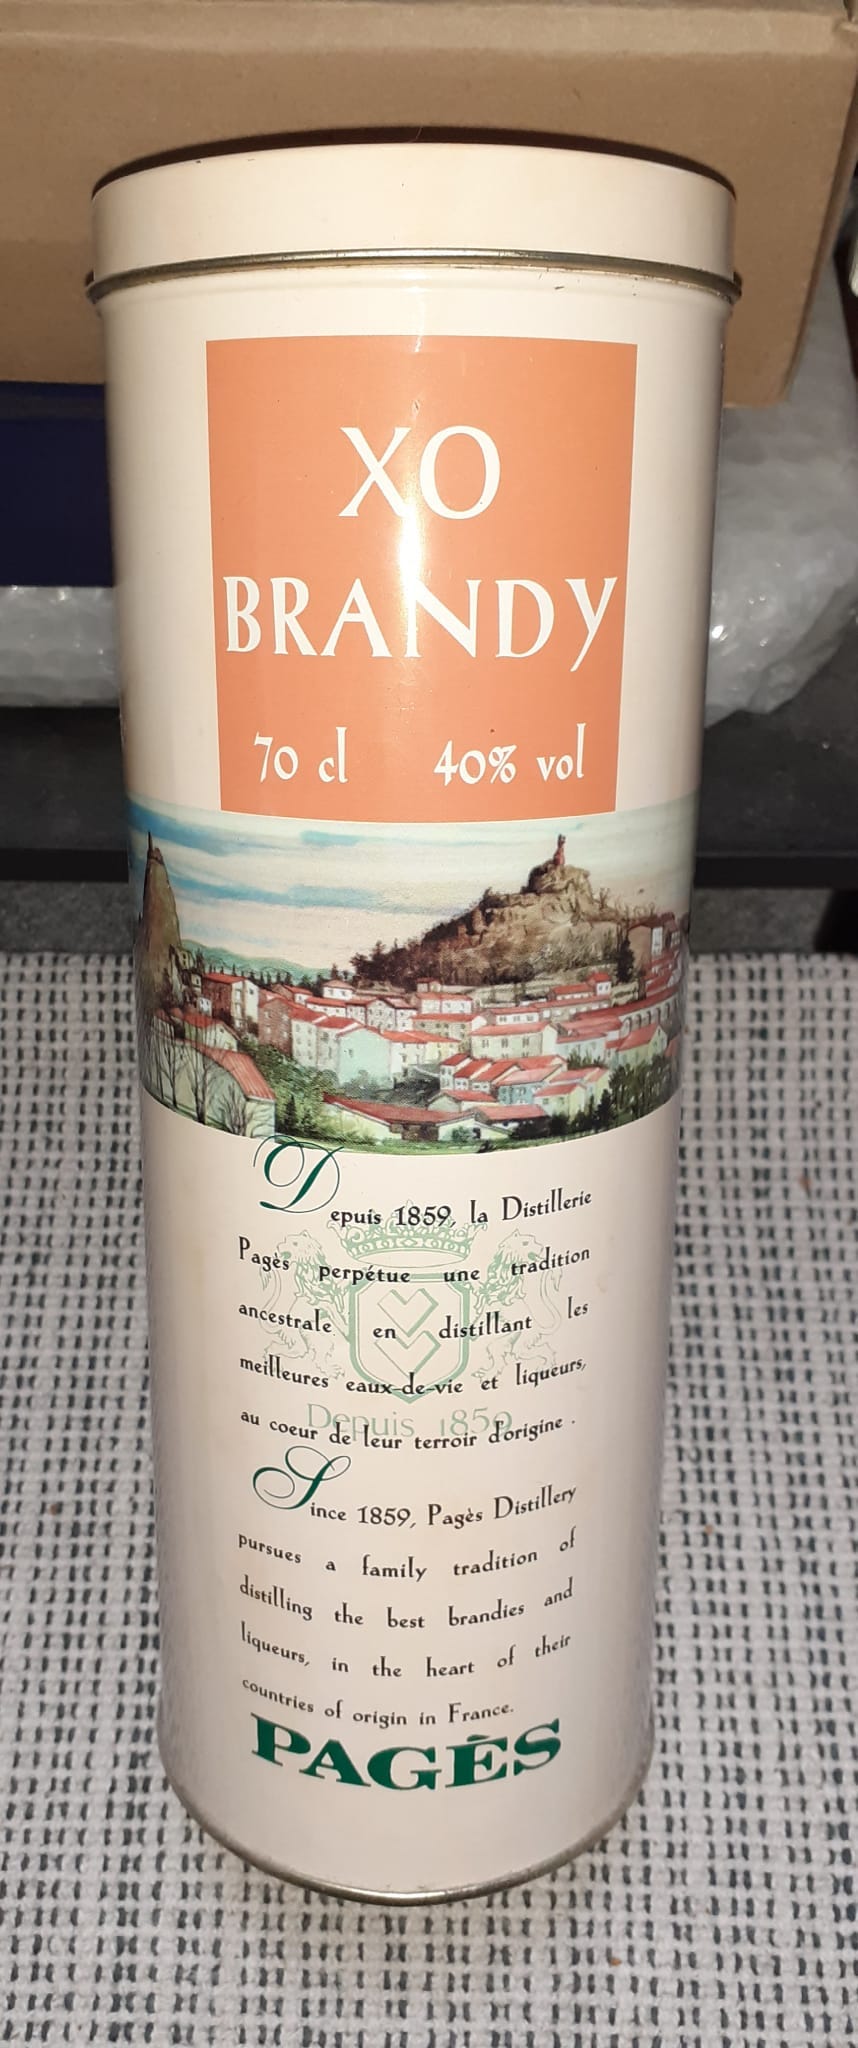 XO
BRANDY
70 cl 40% vol
Depuis 1859, la Distillerie
Pagès perpétue une tradition
ancestrale en distillant les
meilleures eaux-de-vie et liqueurs,
Depuis 1859
au coeur de leur terroir d'origine.
Since 1859, Pagès Distillery
pursues a family tradition of
distilling the best brandies and
liqueurs, in the heart of their
countries of origin in France.
PAGÈS